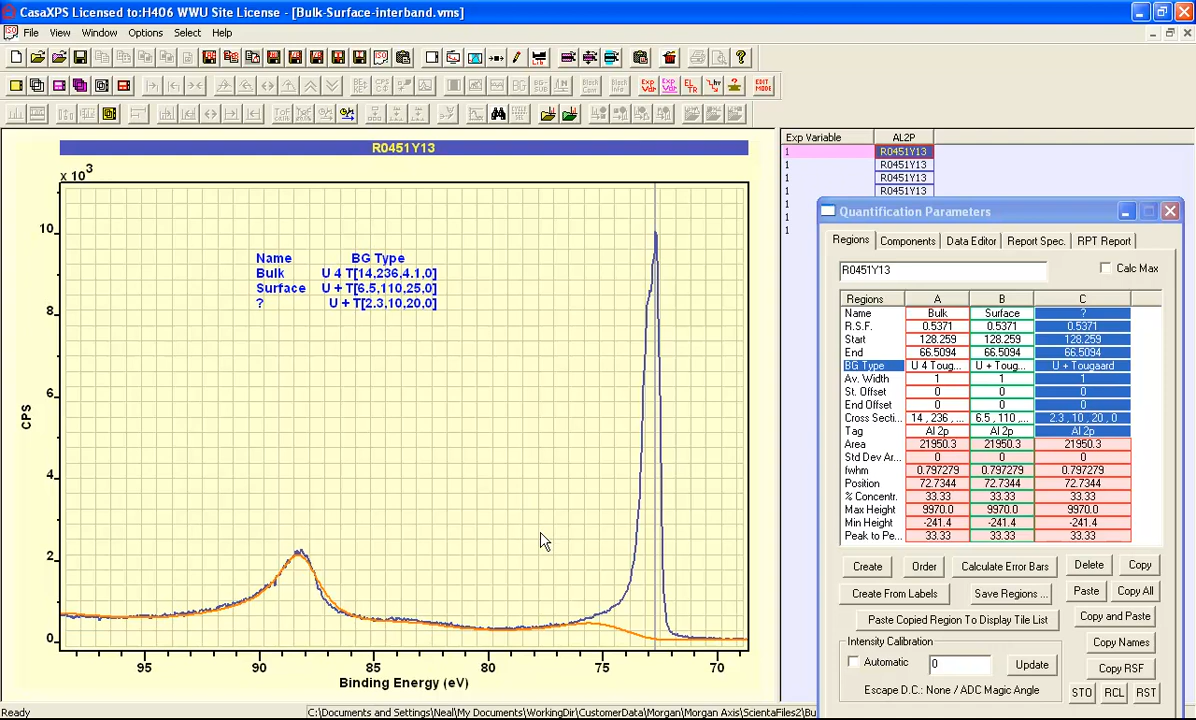 CasaXPS Licensed to:H406 WWU Site License - [Bulk-Surface-interband.vms]
File View Window Options Select Help
R0451Y13
x 10³
10
8
6
4
2
0
CPS
Name BG Type
Bulk U 4 T[14,236,4.1,0]
Surface U + T[6.5,110,25,0]
? U + T[2.3,10,20,0]
95 90 85 80 75 70
Binding Energy (eV)
Exp Variable AL2P
1 R0451Y13
1 R0451Y13
1 R0451Y13
1 R0451Y13
1
1
1
Quantification Parameters
Regions Components Data Editor Report Spec. RPT Report
R0451Y13 Calc Max
Regions A B C
Name Bulk Surface ?
R.S.F. 0.5371 0.5371 0.5371
Start 128.259 128.259 128.259
End 66.5094 66.5094 66.5094
BG Type U 4 Toug... U + Toug... U + Tougaard
Av. Width 1 1 1
St. Offset 0 0 0
End Offset 0 0 0
Cross Secti... 14 , 236 , ... 6.5 , 110 ,... 2.3 , 10 , 20 , 0
Tag Al 2p Al 2p Al 2p
Area 21950.3 21950.3 21950.3
Std Dev Ar... 0 0 0
fwhm 0.797279 0.797279 0.797279
Position 72.7344 72.7344 72.7344
% Concentr. 33.33 33.33 33.33
Max Height 9970.0 9970.0 9970.0
Min Height -241.4 -241.4 -241.4
Peak to Pe... 33.33 33.33 33.33
Create Order Calculate Error Bars Delete Copy
Create From Labels Save Regions ... Paste Copy All
Paste Copied Region To Display Tile List Copy and Paste
Intensity Calibration Copy Names
Automatic 0 Update Copy RSF
Escape D.C.: None / ADC Magic Angle STO RCL RST
Ready C:\Documents and Settings\Neal\My Documents\WorkingDir\CustomerData\Morgan\Morgan Axis\ScientaFiles2\Bu